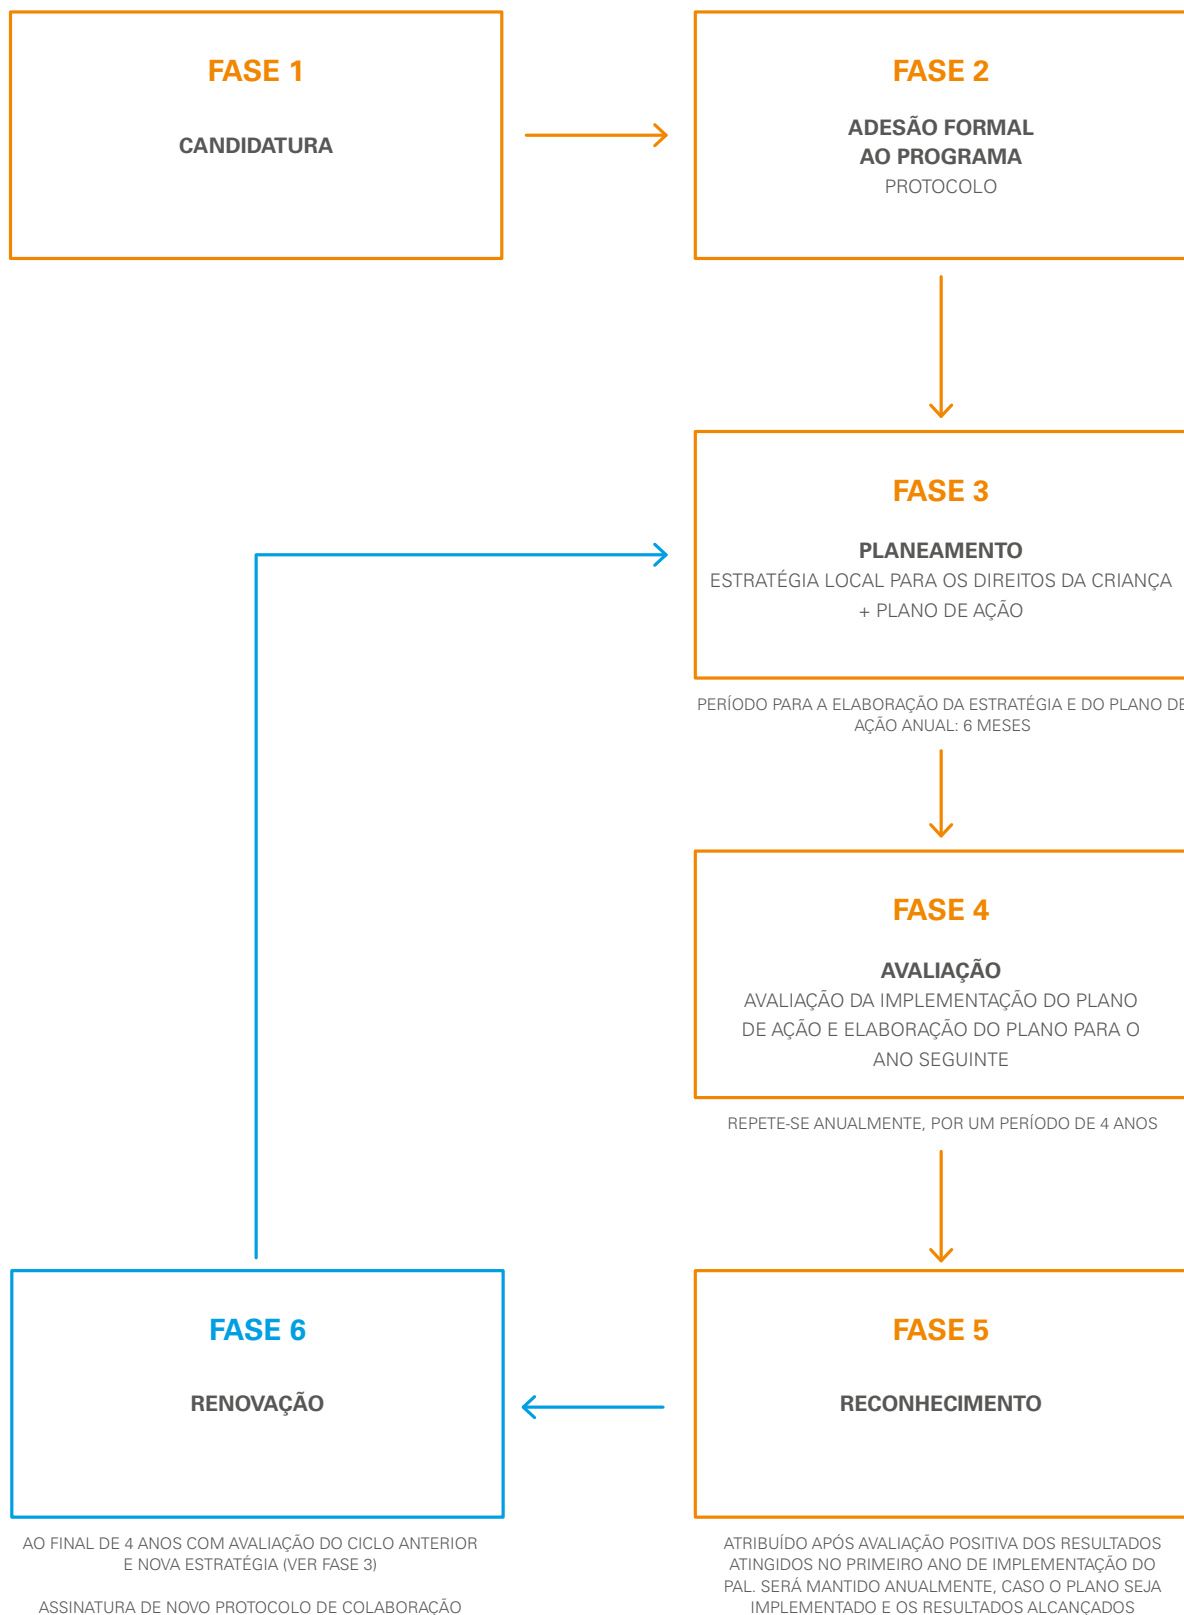 FASE 1
CANDIDATURA
FASE 2
ADESÃO FORMAL
AO PROGRAMA
PROTOCOLO
FASE 3
PLANEAMENTO
ESTRATÉGIA LOCAL PARA OS DIREITOS DA CRIANÇA
+ PLANO DE AÇÃO
PERÍODO PARA A ELABORAÇÃO DA ESTRATÉGIA E DO PLANO DE
AÇÃO ANUAL: 6 MESES
FASE 4
AVALIAÇÃO
AVALIAÇÃO DA IMPLEMENTAÇÃO DO PLANO
DE AÇÃO E ELABORAÇÃO DO PLANO PARA O
ANO SEGUINTE
REPETE-SE ANUALMENTE, POR UM PERÍODO DE 4 ANOS
FASE 5
RECONHECIMENTO
ATRIBUÍDO APÓS AVALIAÇÃO POSITIVA DOS RESULTADOS
ATINGIDOS NO PRIMEIRO ANO DE IMPLEMENTAÇÃO DO
PAL. SERÁ MANTIDO ANUALMENTE, CASO O PLANO SEJA
IMPLEMENTADO E OS RESULTADOS ALCANÇADOS
FASE 6
RENOVAÇÃO
AO FINAL DE 4 ANOS COM AVALIAÇÃO DO CICLO ANTERIOR
E NOVA ESTRATÉGIA (VER FASE 3)
ASSINATURA DE NOVO PROTOCOLO DE COLABORAÇÃO